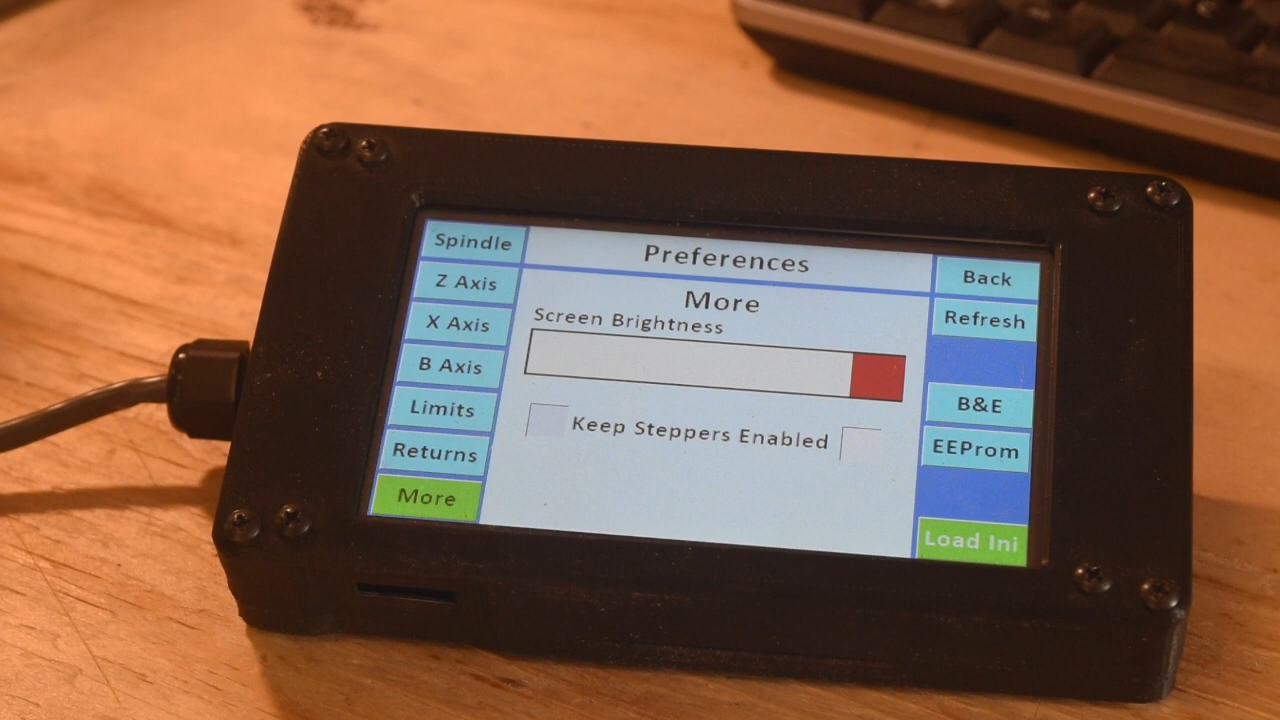 Preferences
Spindle
Z Axis
X Axis
B Axis
Limits
Returns
More
More
Screen Brightness
Keep Steppers Enabled
Back
Refresh
B&E
EEProm
Load Ini